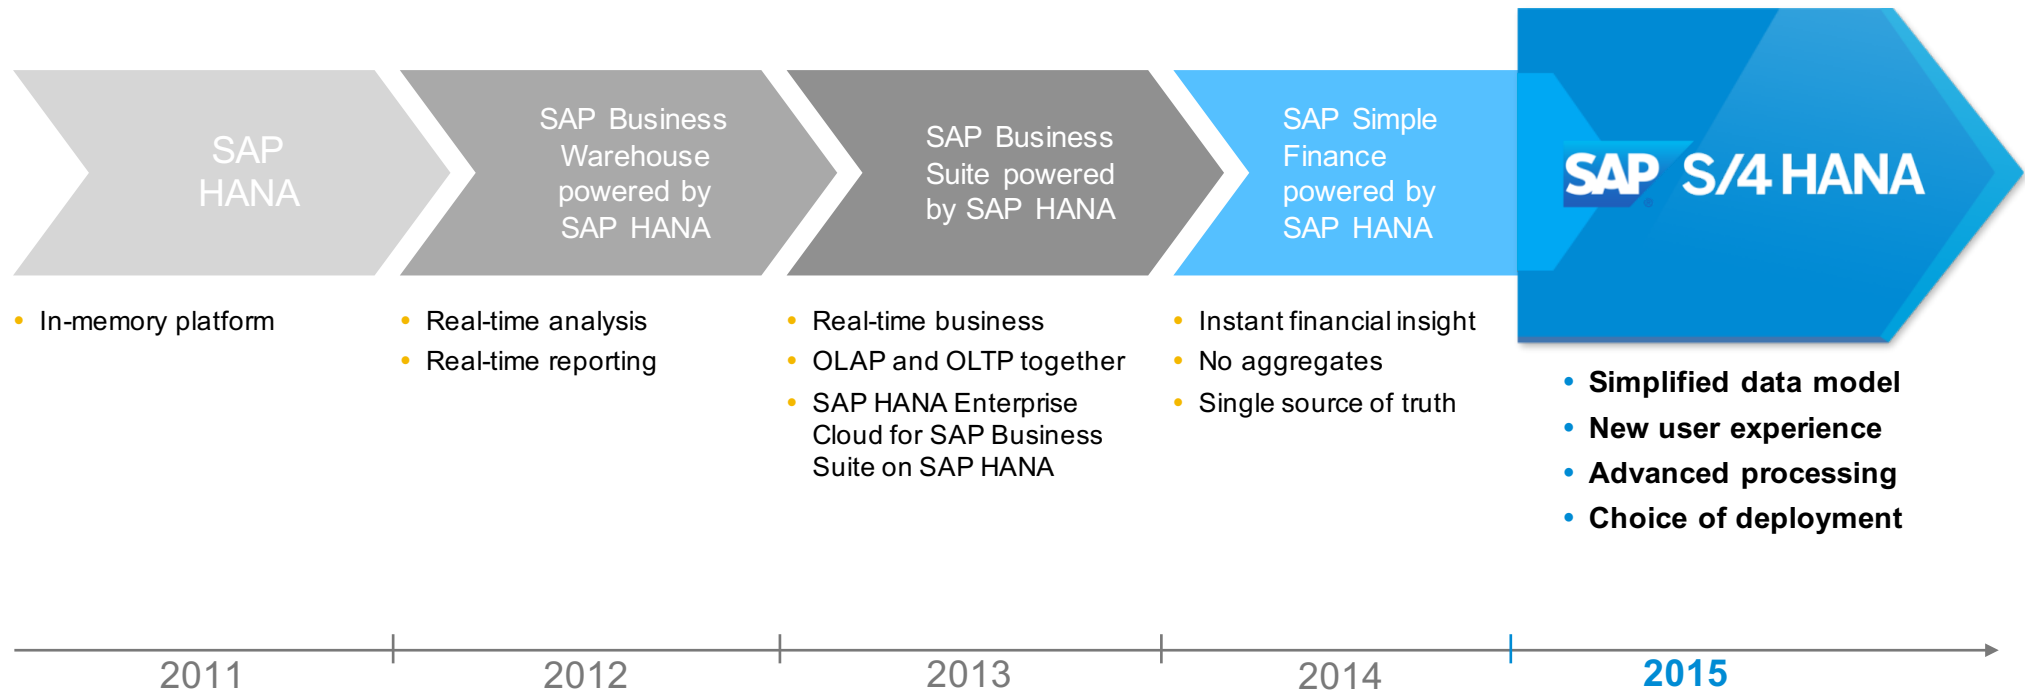 SAP
HANA
SAP Business
Warehouse
powered by
SAP HANA
SAP Business
Suite powered
by SAP HANA
SAP Simple
Finance
powered by
SAP HANA
SAP® S/4HANA
• In-memory platform
• Real-time analysis
• Real-time reporting
• Real-time business
• OLAP and OLTP together
• SAP HANA Enterprise
Cloud for SAP Business
Suite on SAP HANA
• Instant financial insight
• No aggregates
• Single source of truth
• Simplified data model
• New user experience
• Advanced processing
• Choice of deployment
2011
2012
2013
2014
2015